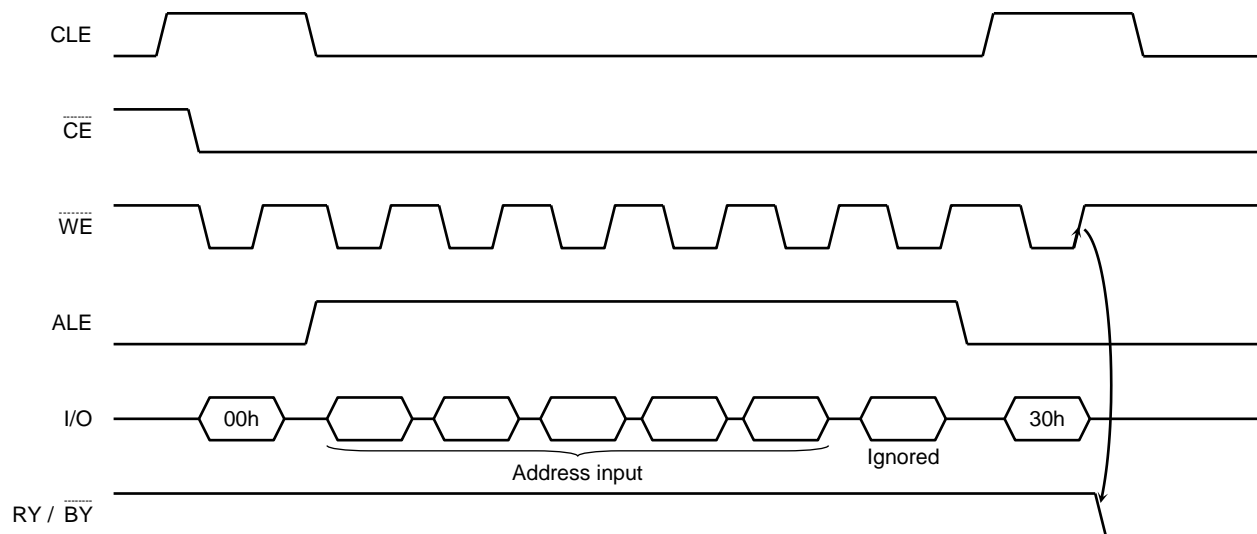 CLE
CE
WE
ALE
I/O 00h 30h
Ignored
Address input
RY / BY